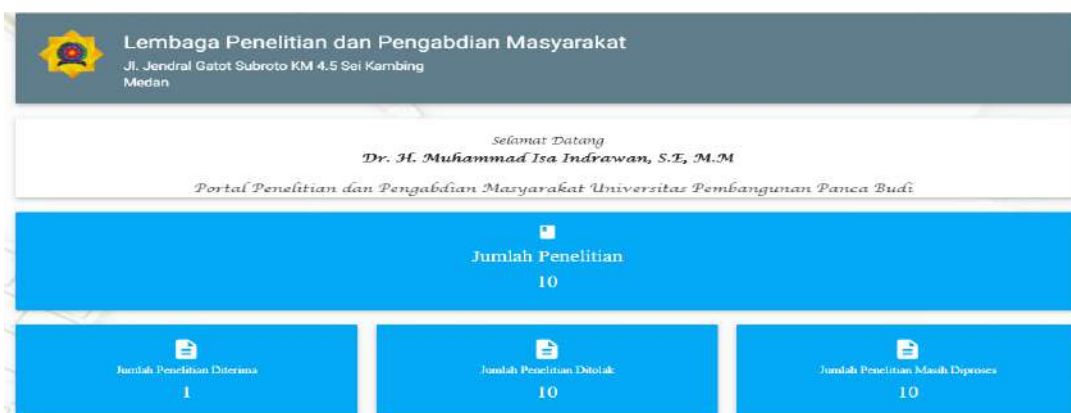 Lembaga Penelitian dan Pengabdian Masyarakat
Jl. Jendral Gatot Subroto KM 4.5 Sei Kambing
Medan
Selamat Datang
Dr. H. Muhammad Isa Indrawan, S.E, M.M
Portal Penelitian dan Pengabdian Masyarakat Universitas Pembangunan Panca Budi
Jumlah Penelitian
10
Jumlah Penelitian Diterima
1
Jumlah Penelitian Ditolak
10
Jumlah Penelitian Masih Diproses
10